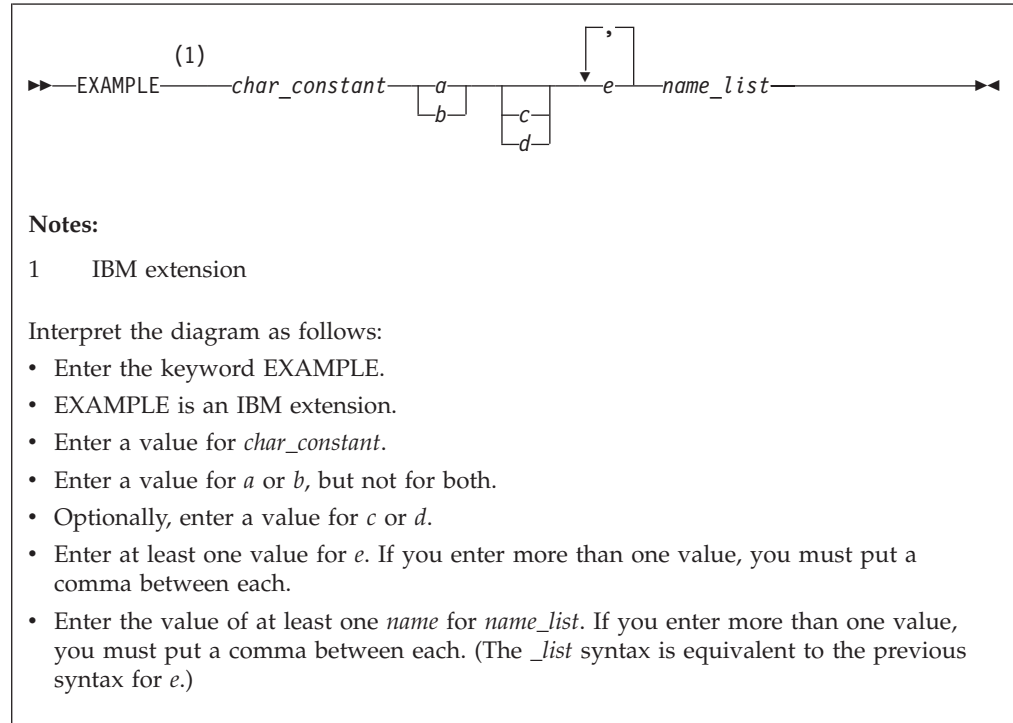 ,
(1)
EXAMPLE char_constant a e name_list
b c
d
Notes:
1 IBM extension
Interpret the diagram as follows:
• Enter the keyword EXAMPLE.
• EXAMPLE is an IBM extension.
• Enter a value for char_constant.
• Enter a value for a or b, but not for both.
• Optionally, enter a value for c or d.
• Enter at least one value for e. If you enter more than one value, you must put a
comma between each.
• Enter the value of at least one name for name_list. If you enter more than one value,
you must put a comma between each. (The _list syntax is equivalent to the previous
syntax for e.)